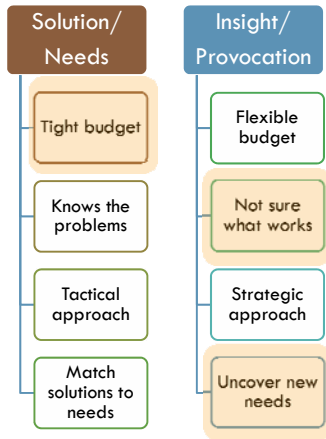 Solution/
Needs
Tight budget
Knows the
problems
Tactical
approach
Match
solutions to
needs
Insight/
Provocation
Flexible
budget
Not sure
what works
Strategic
approach
Uncover new
needs